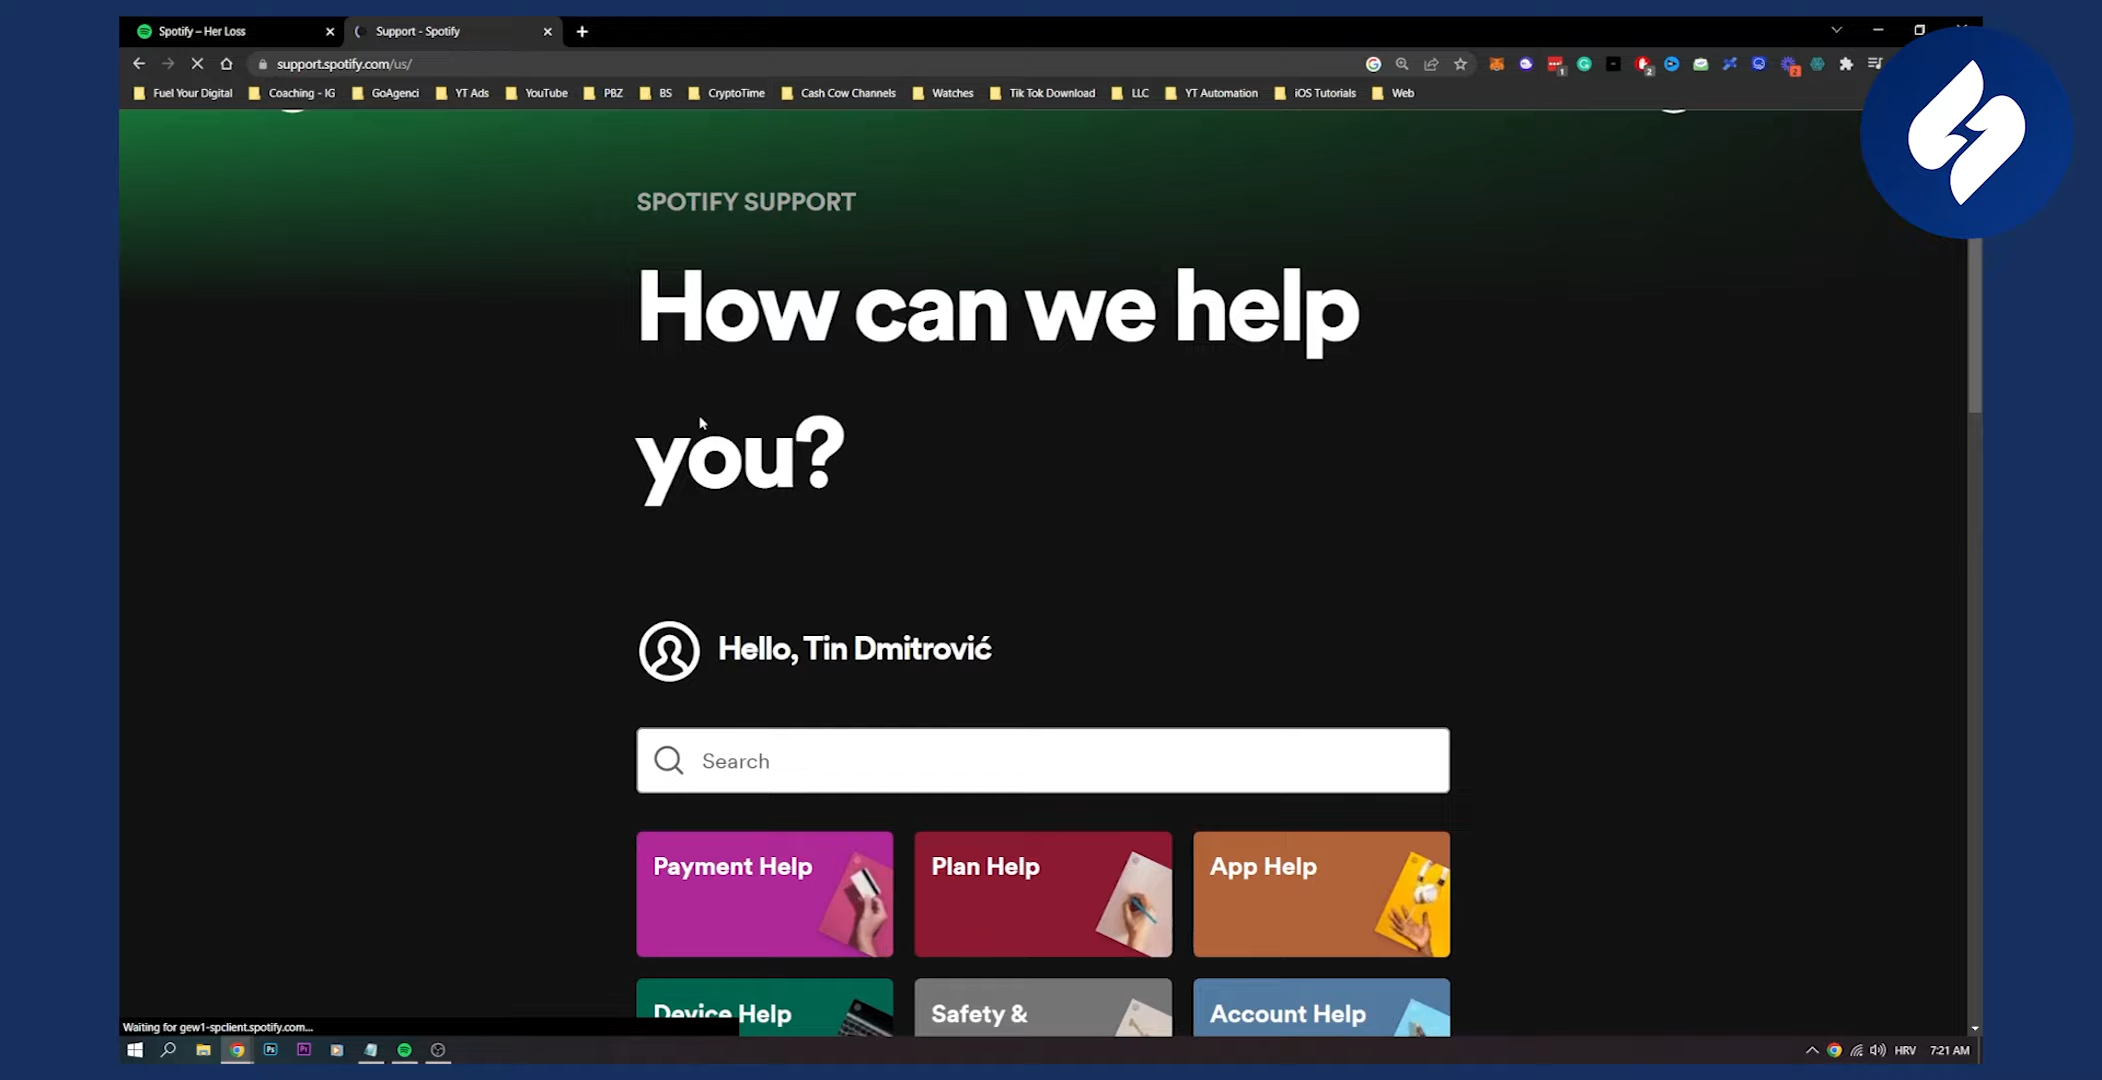 Spotify – Her Loss
Support - Spotify
support.spotify.com/us/
Fuel Your Digital
Coaching - IG
GoAgenci
YT Ads
YouTube
PBZ
BS
CryptoTime
Cash Cow Channels
Watches
Tik Tok Download
LLC
YT Automation
iOS Tutorials
Web
SPOTIFY SUPPORT
How can we help
you?
Hello, Tin Dmitrović
Search
Payment Help
Plan Help
App Help
Device Help
Safety &
Account Help
Waiting for gew1-spclient.spotify.com...
HRV
7:21 AM